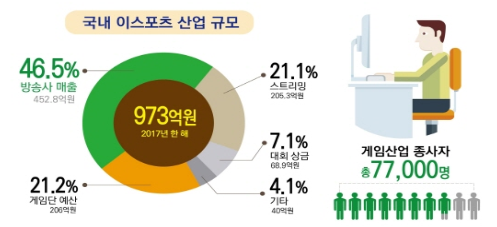 국내 이스포츠 산업 규모
46.5%
방송사 매출
452.8억원
21.1%
스트리밍
205.3억원
973억원
2017년 한 해
7.1%
대회 상금
68.9억원
21.2%
게임단 예산
206억원
4.1%
기타
40억원
게임산업 종사자
총77,000명